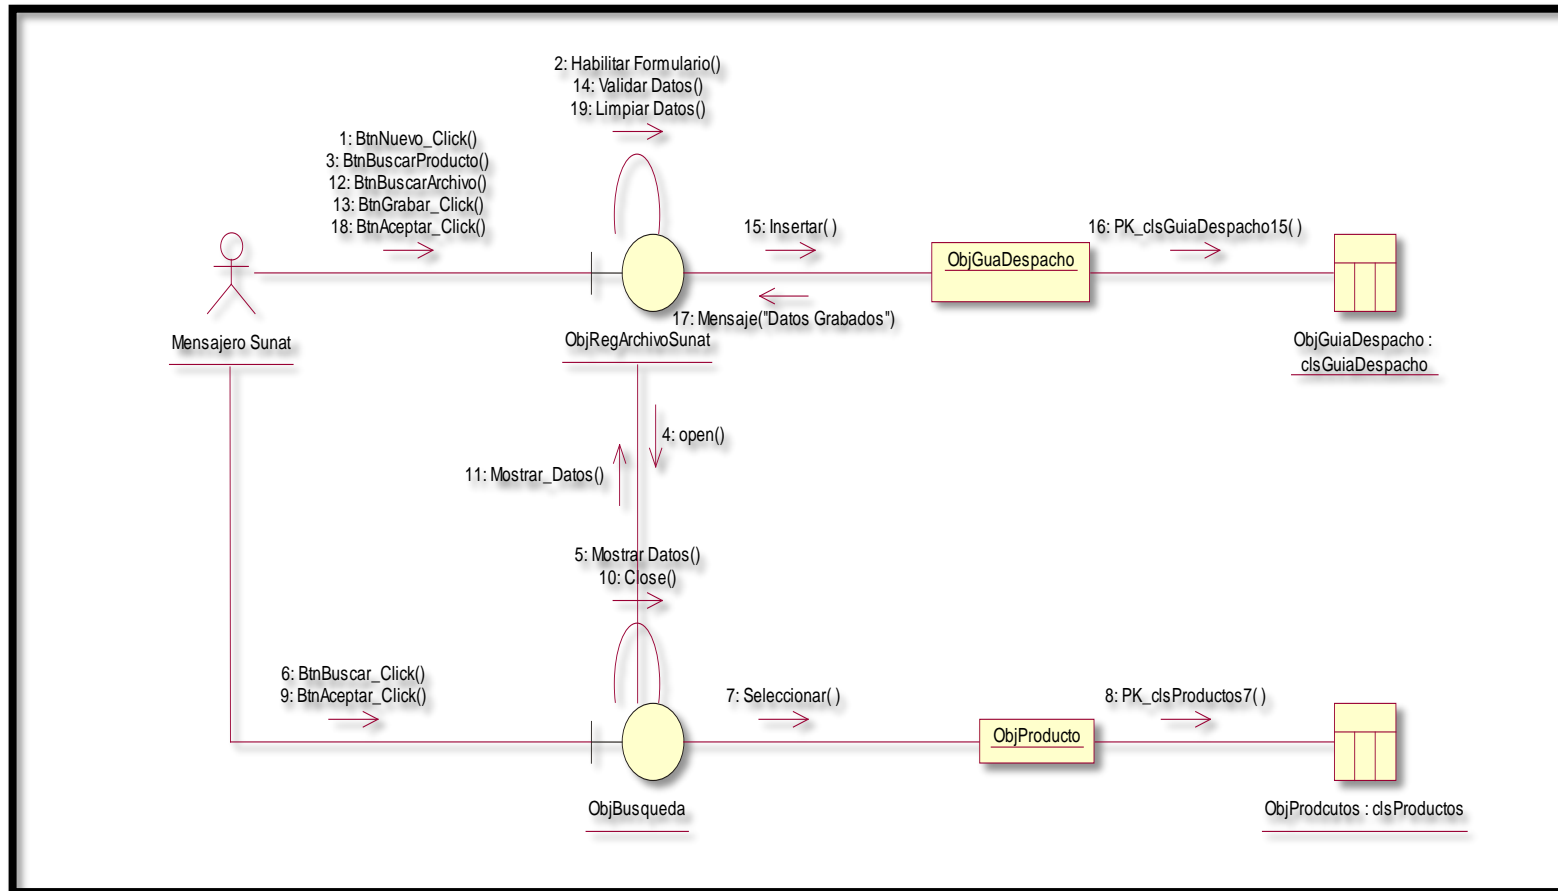 2: Habilitar Formulario()
14: Validar Datos()
19: Limpiar Datos()
1: BtnNuevo_Click()
3: BtnBuscarProducto()
12: BtnBuscarArchivo()
13: BtnGrabar_Click()
18: BtnAceptar_Click()
15: Insertar( )
16: PK_clsGuiaDespacho15( )
ObjGuaDespacho
17: Mensaje("Datos Grabados")
Mensajero Sunat
ObjRegArchivoSunat
ObjGuiaDespacho :
clsGuiaDespacho
4: open()
11: Mostrar_Datos()
5: Mostrar Datos()
10: Close()
6: BtnBuscar_Click()
9: BtnAceptar_Click()
7: Seleccionar( )
8: PK_clsProductos7( )
ObjProducto
ObjBusqueda
ObjProdcutos : clsProductos